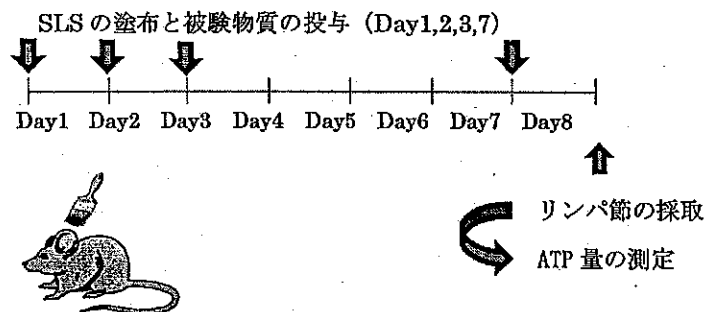 SLS の塗布と被験物質の投与（Day1,2,3,7）
Day1 Day2 Day3 Day4 Day5 Day6 Day7 Day8
リンパ節の採取
ATP 量の測定